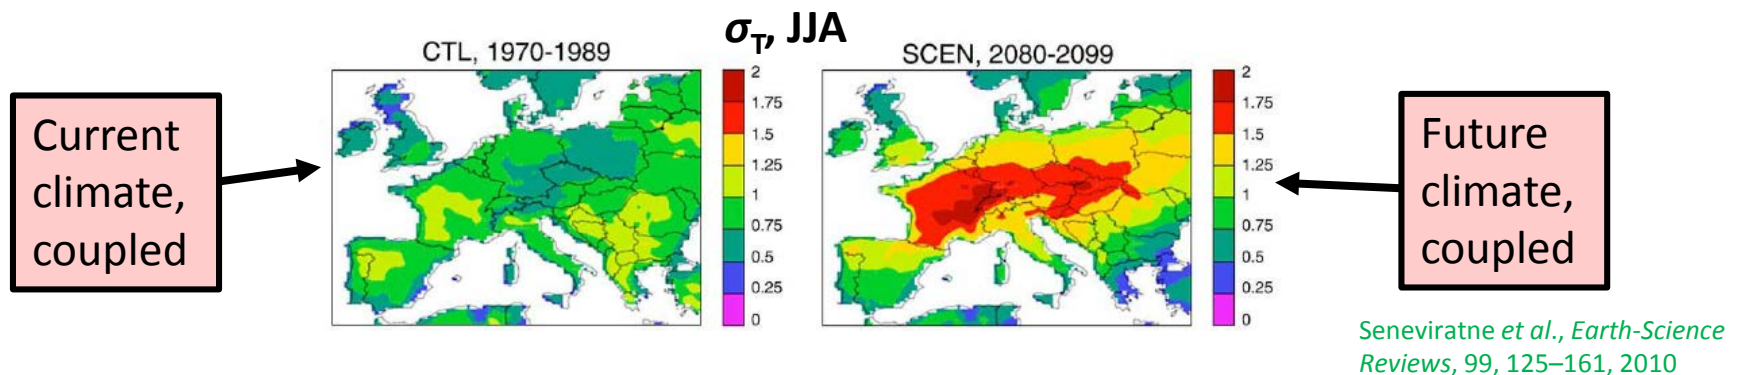 σT, JJA
CTL, 1970-1989
SCEN, 2080-2099
Current
climate,
coupled
2
1.75
1.5
1.25
1
0.75
0.5
0.25
0
2
1.75
1.5
1.25
1
0.75
0.5
0.25
0
Future
climate,
coupled
Seneviratne et al., Earth-Science
Reviews, 99, 125–161, 2010